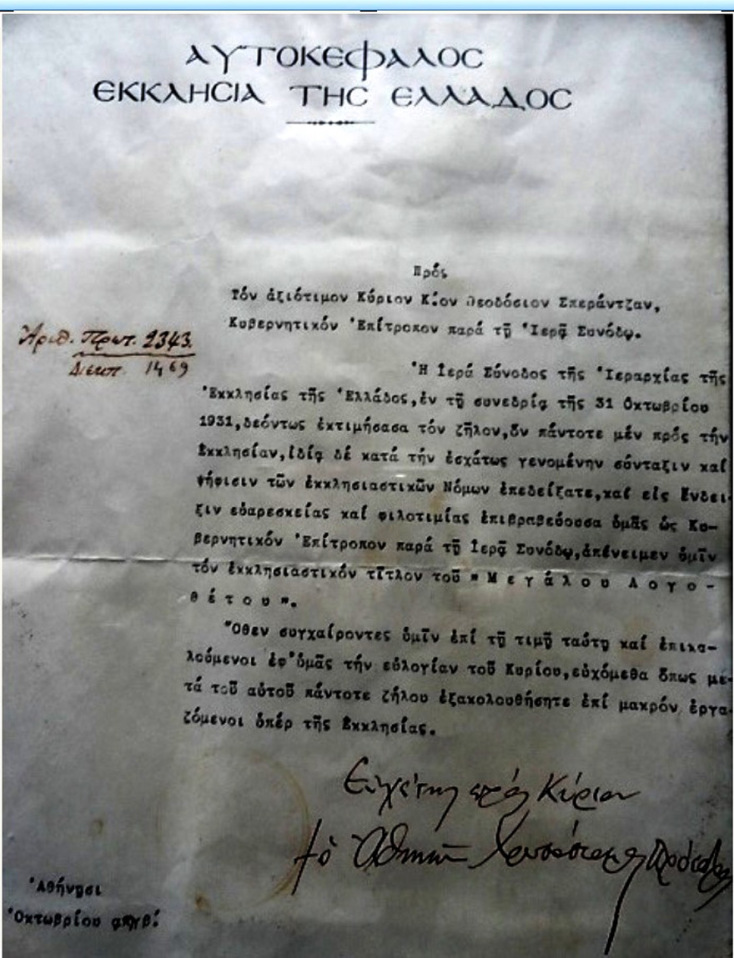 ΑΥΤΟΚΕΦΑΛΟΣ
ΕΚΚΛΗΣΙΑ ΤΗΣ ΕΛΛΑΔΟΣ
Πρός
Τόν ἀξιότιμον Κύριον Κ̅ον Θεοδόσιον Σπεράντζαν,
Κυβερνητικόν Ἐπίτροπον παρά τῇ Ἱερᾷ Συνόδῳ.
Ἀριθ. Πρωτ. 2343.
Διεκπ. 1469
Ἡ Ἱερά Σύνοδος τῆς Ἱεραρχίας τῆς
Ἐκκλησίας τῆς Ἑλλάδος,ἐν τῇ συνεδρίᾳ τῆς 31 Ὀκτωβρίου
1931,δεόντως ἐκτιμήσασα τόν ζῆλον,ὅν πάντοτε μέν πρός τήν
Ἐκκλησίαν,ἰδίᾳ δέ κατά τήν ἐσχάτως γενομένην σύνταξιν καί
ψήφισιν τῶν ἐκκλησιαστικῶν Νόμων ἐπεδείξατε,καί εἰς ἔνδει-
ξιν εὐαρεσκείας καί φιλοτιμίας ἐπιβραβεύουσα ὑμᾶς ὡς Κυ-
βερνητικόν Ἐπίτροπον παρά τῇ Ἱερᾷ Συνόδῳ,ἀπένειμεν ὑμῖν
τόν ἐκκλησιαστικόν τίτλον τοῦ "Μ ε γ ά λ ο υ Λ ο γ ο -
θ έ τ ο υ".
Ὅθεν συγχαίροντες ὑμῖν ἐπί τῇ τιμῇ ταύτῃ καί ἐπικα-
λούμενοι ἐφ'ὑμᾶς τήν εὐλογίαν τοῦ Κυρίου,εὐχόμεθα ὅπως με-
τά τοῦ αὐτοῦ πάντοτε ζήλου ἐξακολουθήσητε ἐπί μακρόν ἐργα-
ζόμενοι ὑπέρ τῆς Ἐκκλησίας.
Εὐχέτης πρός Κύριον
†ὁ Ἀθηνῶν Χρυσόστομος Πρόεδρος
Ἀθήνησι
Ὀκτωβρίου